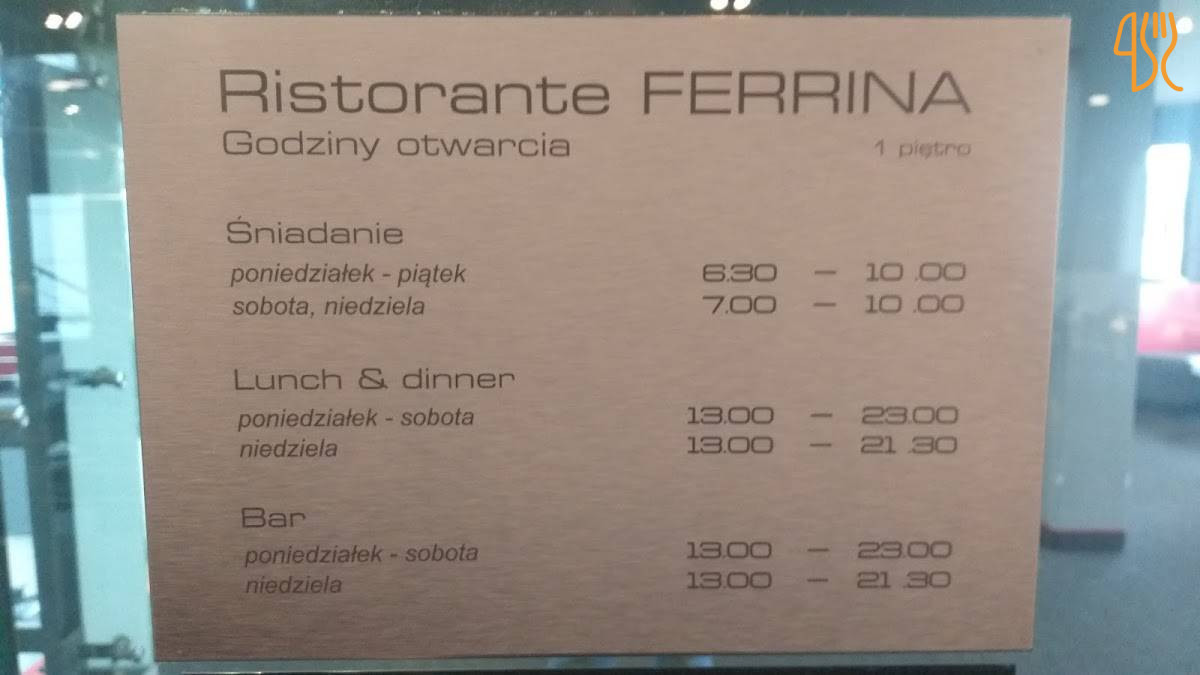 Ristorante FERRINA
Godziny otwarcia 1 piętro
Śniadanie
poniedziałek - piątek 6.30 – 10 .00
sobota, niedziela 7.00 – 10 .00
Lunch & dinner
poniedziałek - sobota 13.00 – 23.00
niedziela 13.00 – 21 .30
Bar
poniedziałek - sobota 13.00 – 23.00
niedziela 13.00 – 21 .30